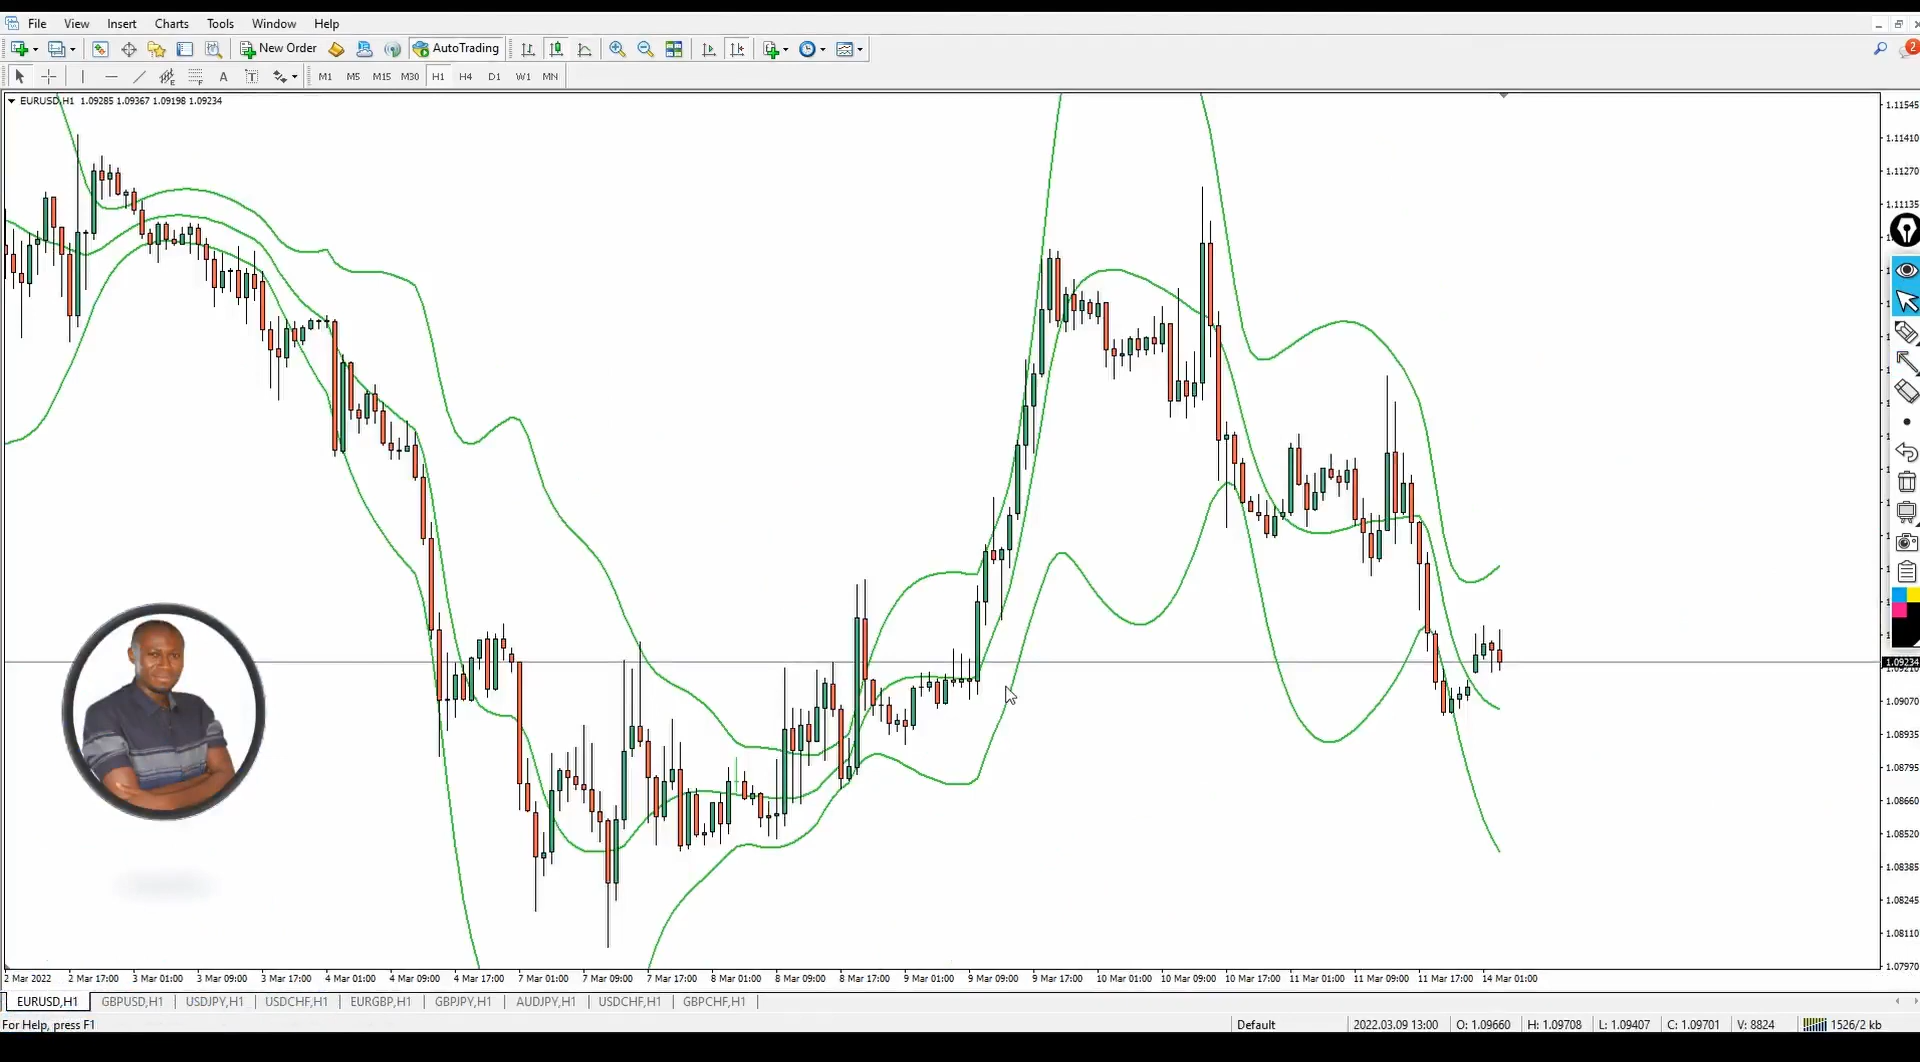 File View Insert Charts Tools Window Help
New Order AutoTrading
2
A T M1 M5 M15 M30 H1 H4 D1 W1 MN
EURUSD,H1 1.09285 1.09367 1.09198 1.09234
1.11545
1.11410
1.11270
1.11135
1.09234
1.09070
1.08935
1.08795
1.08660
1.08520
1.08385
1.08245
1.08110
1.07970
2 Mar 2022 2 Mar 17:00 3 Mar 01:00 3 Mar 09:00 3 Mar 17:00 4 Mar 01:00 4 Mar 09:00 4 Mar 17:00 7 Mar 01:00 7 Mar 09:00 7 Mar 17:00 8 Mar 01:00 8 Mar 09:00 8 Mar 17:00 9 Mar 01:00 9 Mar 09:00 9 Mar 17:00 10 Mar 01:00 10 Mar 09:00 10 Mar 17:00 11 Mar 01:00 11 Mar 09:00 11 Mar 17:00 14 Mar 01:00
EURUSD,H1 GBPUSD,H1 USDJPY,H1 USDCHF,H1 EURGBP,H1 GBPJPY,H1 AUDJPY,H1 USDCHF,H1 GBPCHF,H1
For Help, press F1 Default 2022.03.09 13:00 O: 1.09660 H: 1.09708 L: 1.09407 C: 1.09701 V: 8824 1526/2 kb